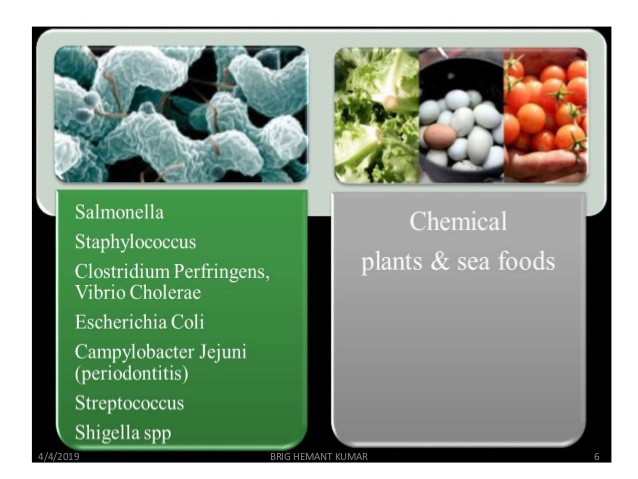 Salmonella
Staphylococcus
Clostridium Perfringens,
Vibrio Cholerae
Escherichia Coli
Campylobacter Jejuni
(periodontitis)
Streptococcus
Shigella spp
Chemical
plants & sea foods
4/4/2019
BRIG HEMANT KUMAR
6